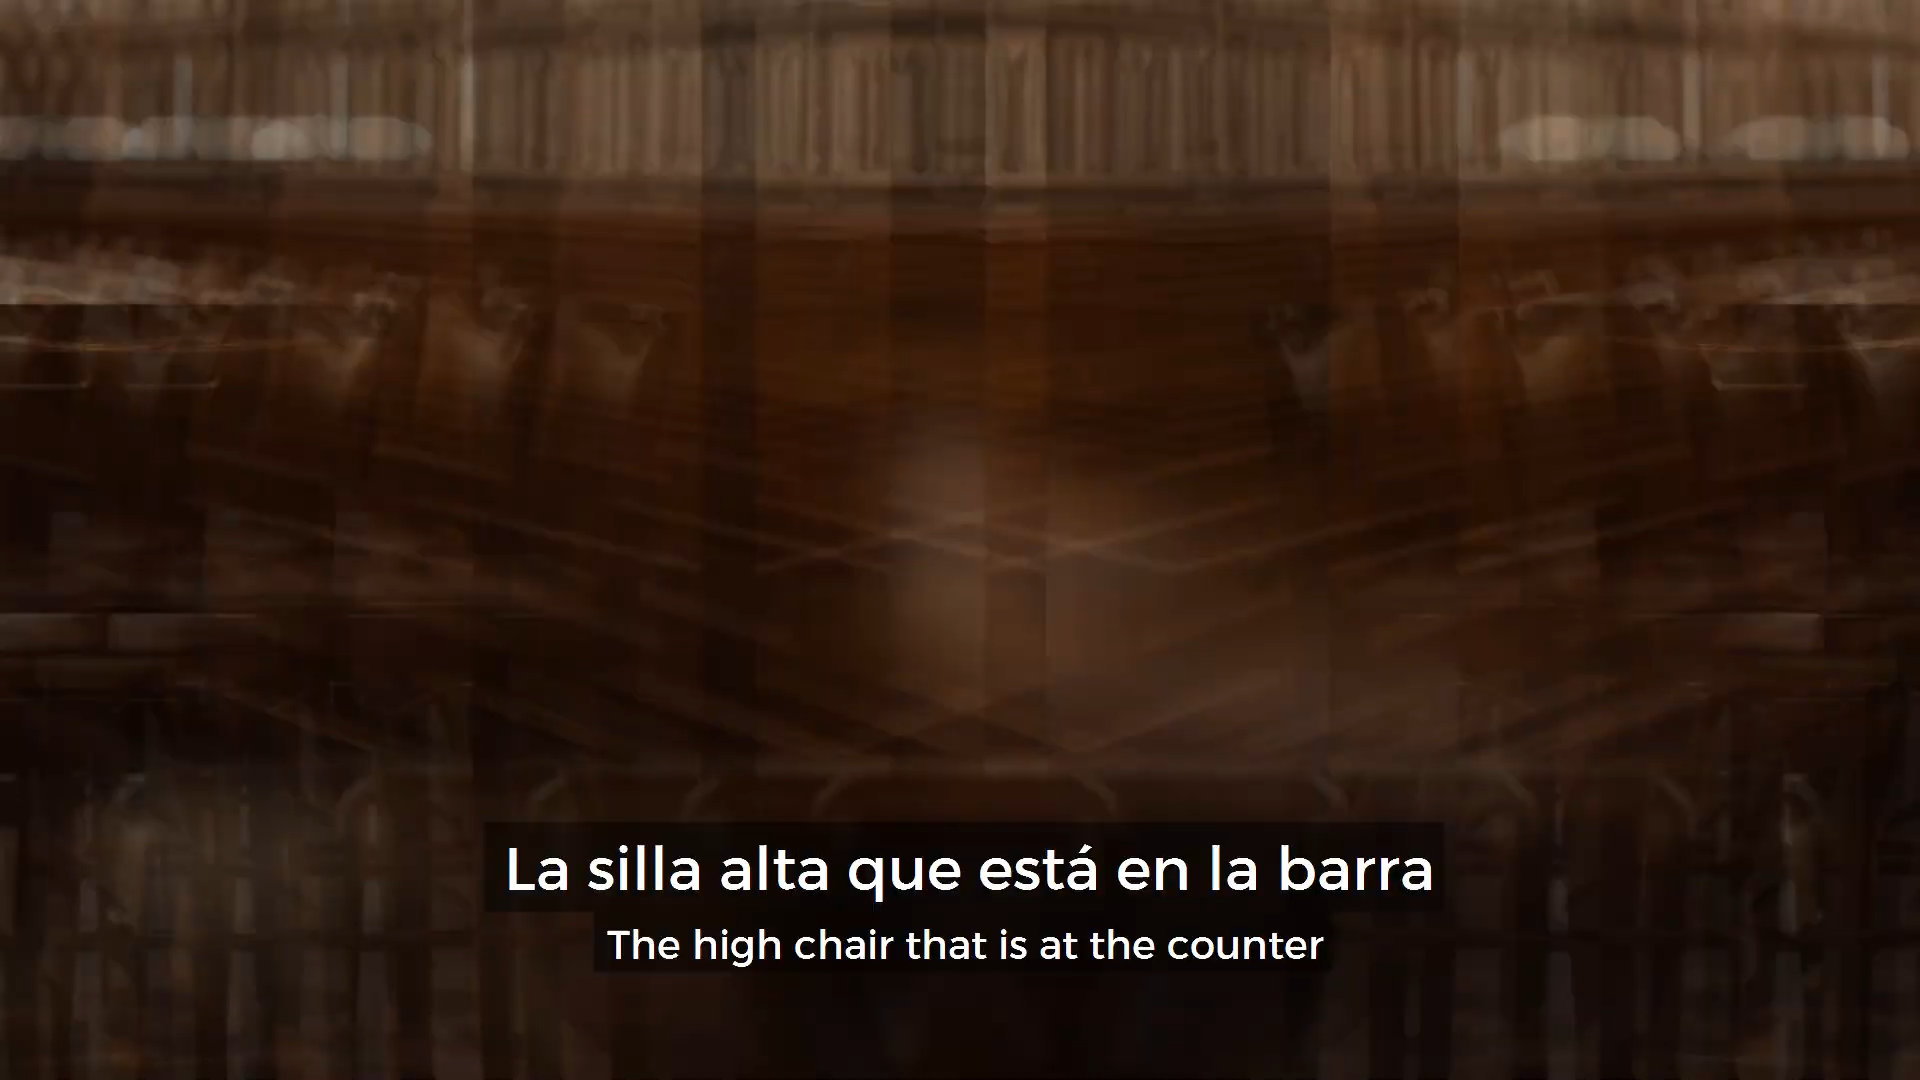 La silla alta que está en la barra
The high chair that is at the counter